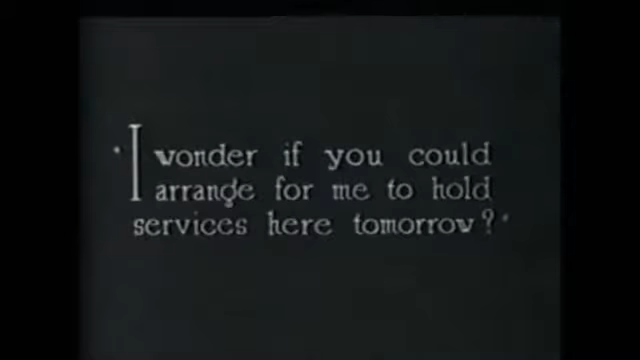 "I wonder if you could
arrange for me to hold
services here tomorrow?"